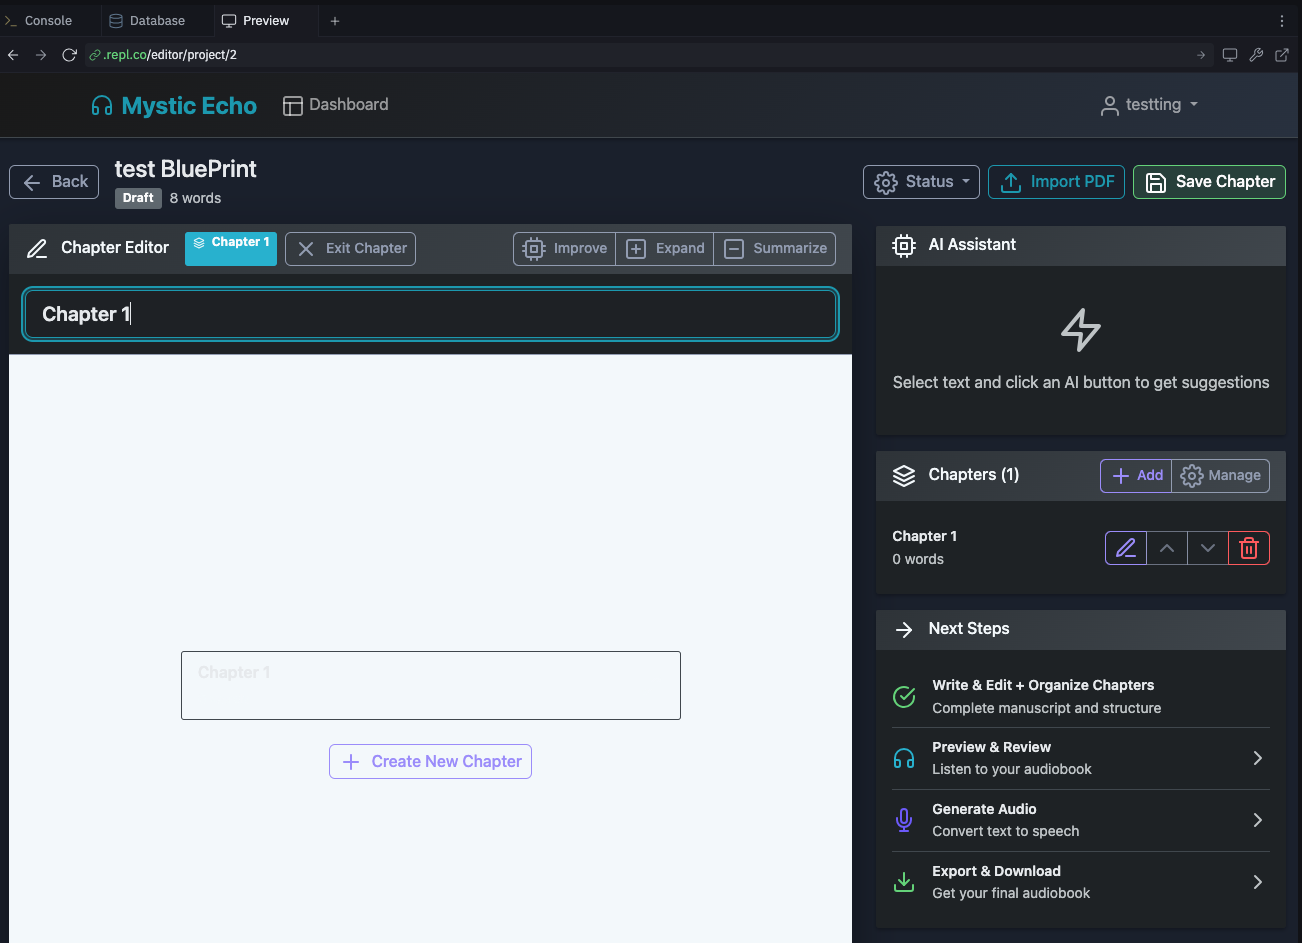 Console
Database
Preview
.repl.co/editor/project/2
Mystic Echo
Dashboard
testting
Back
test BluePrint
Draft
8 words
Status
Import PDF
Save Chapter
Chapter Editor
Chapter 1
Exit Chapter
Improve
Expand
Summarize
Chapter 1
Chapter 1
Create New Chapter
AI Assistant
Select text and click an AI button to get suggestions
Chapters (1)
Add
Manage
Chapter 1
0 words
Next Steps
Write & Edit + Organize Chapters
Complete manuscript and structure
Preview & Review
Listen to your audiobook
Generate Audio
Convert text to speech
Export & Download
Get your final audiobook